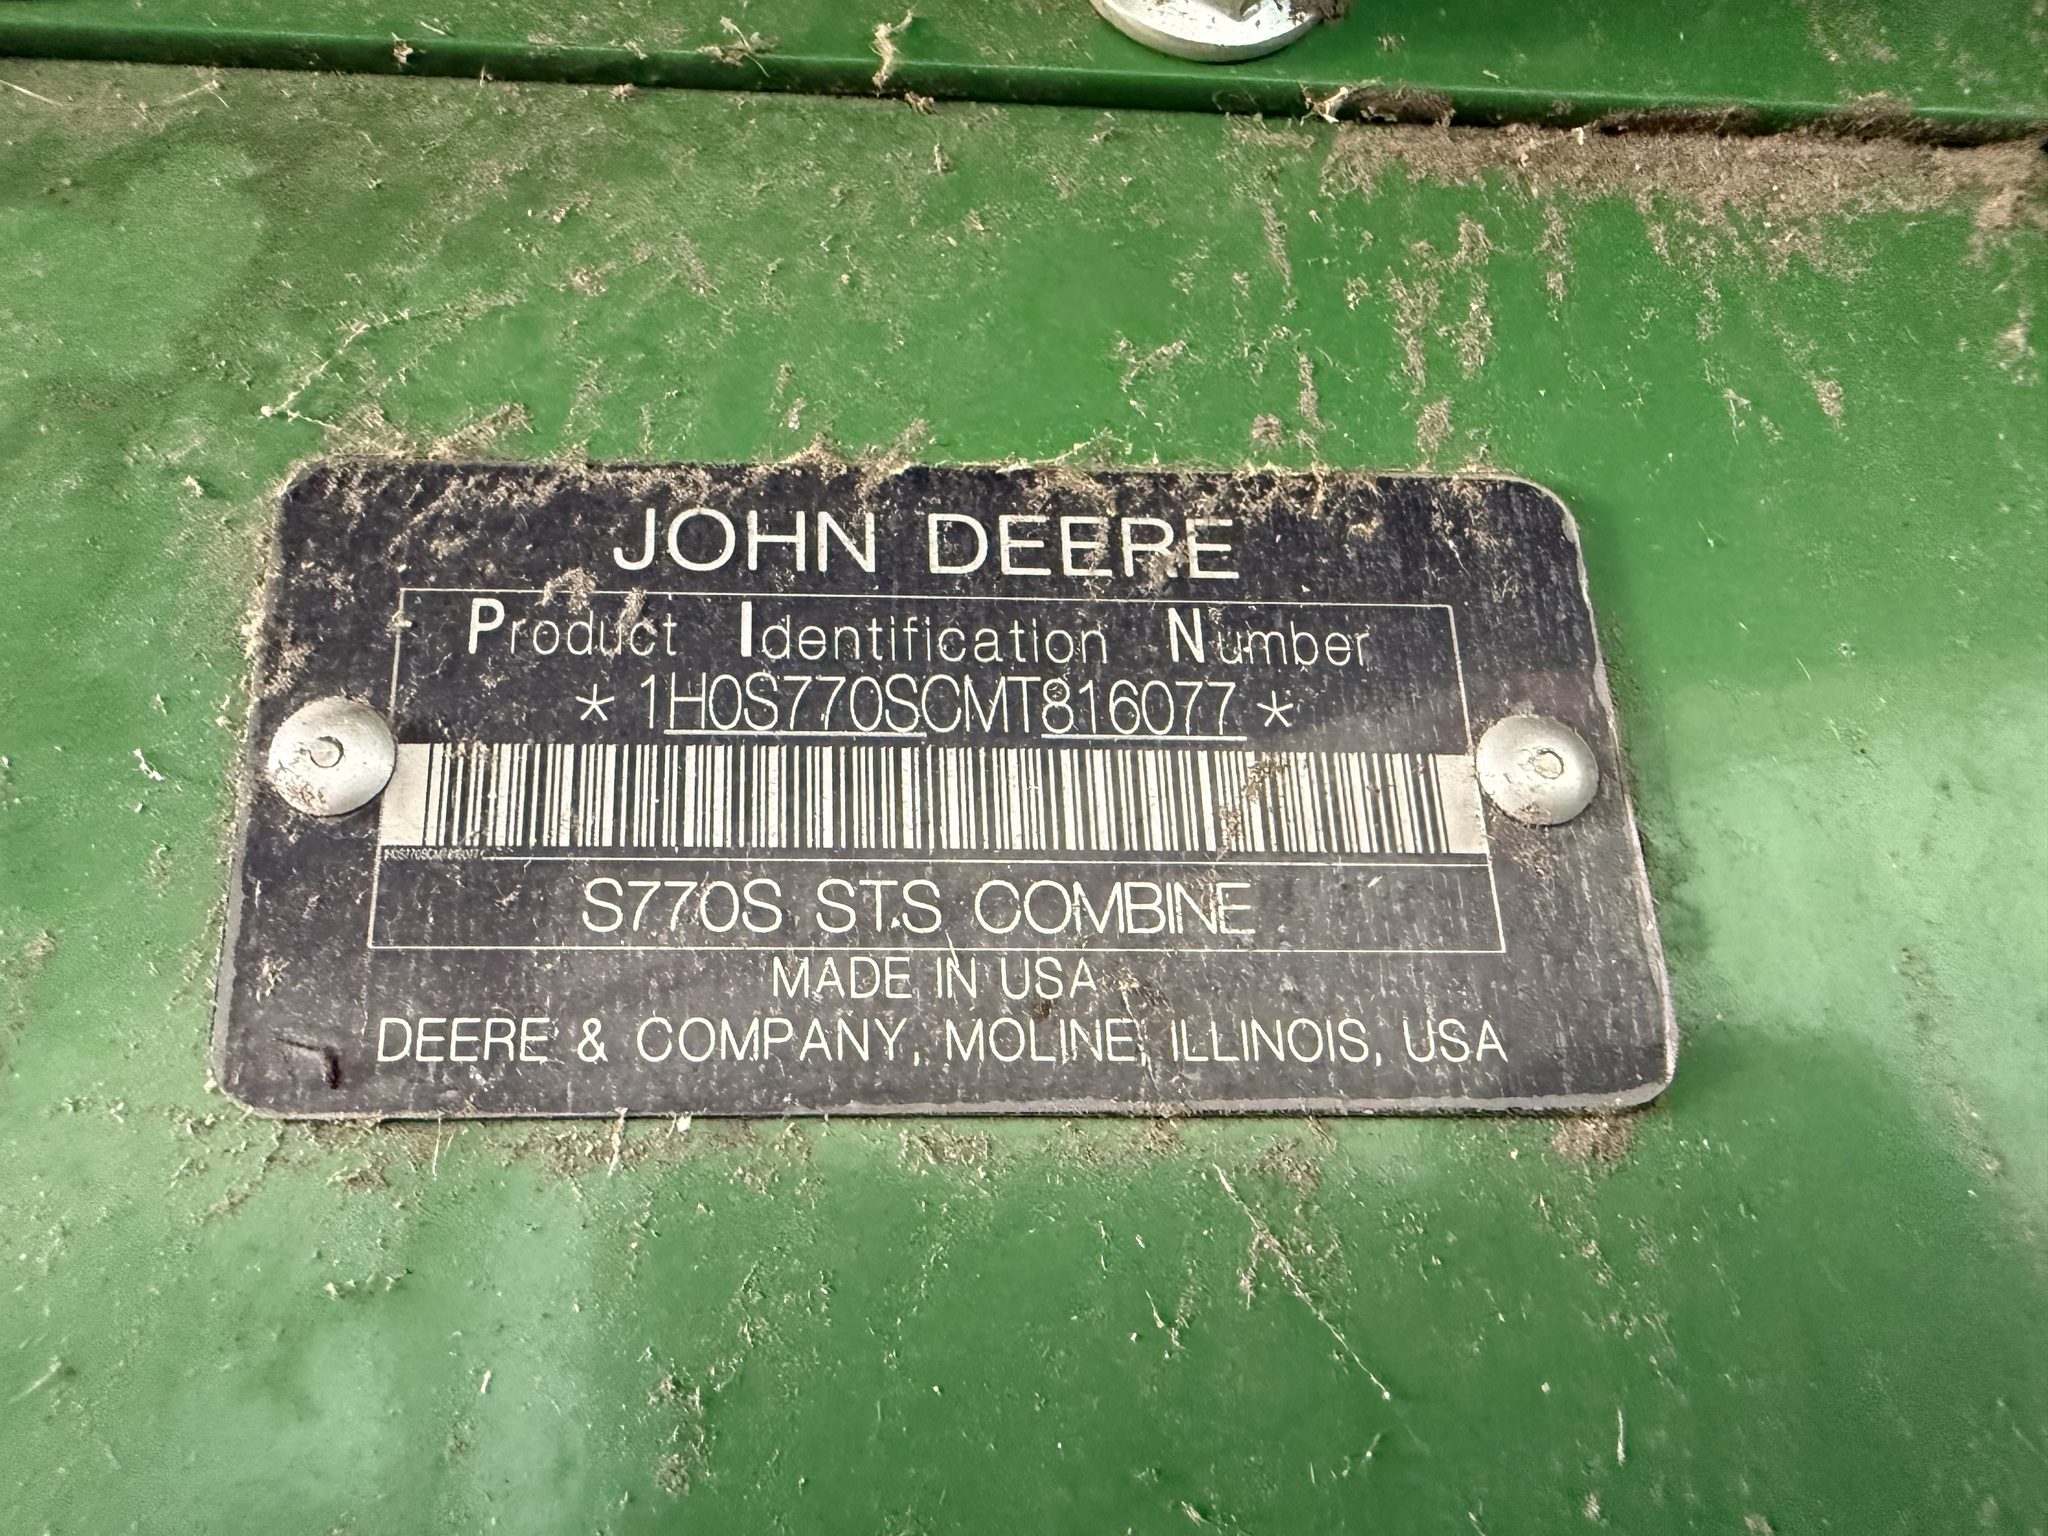 JOHN DEERE
Product Identification Number
* 1H0S770SCMT816077 *
S770S STS COMBINE
MADE IN USA
DEERE & COMPANY, MOLINE, ILLINOIS, USA